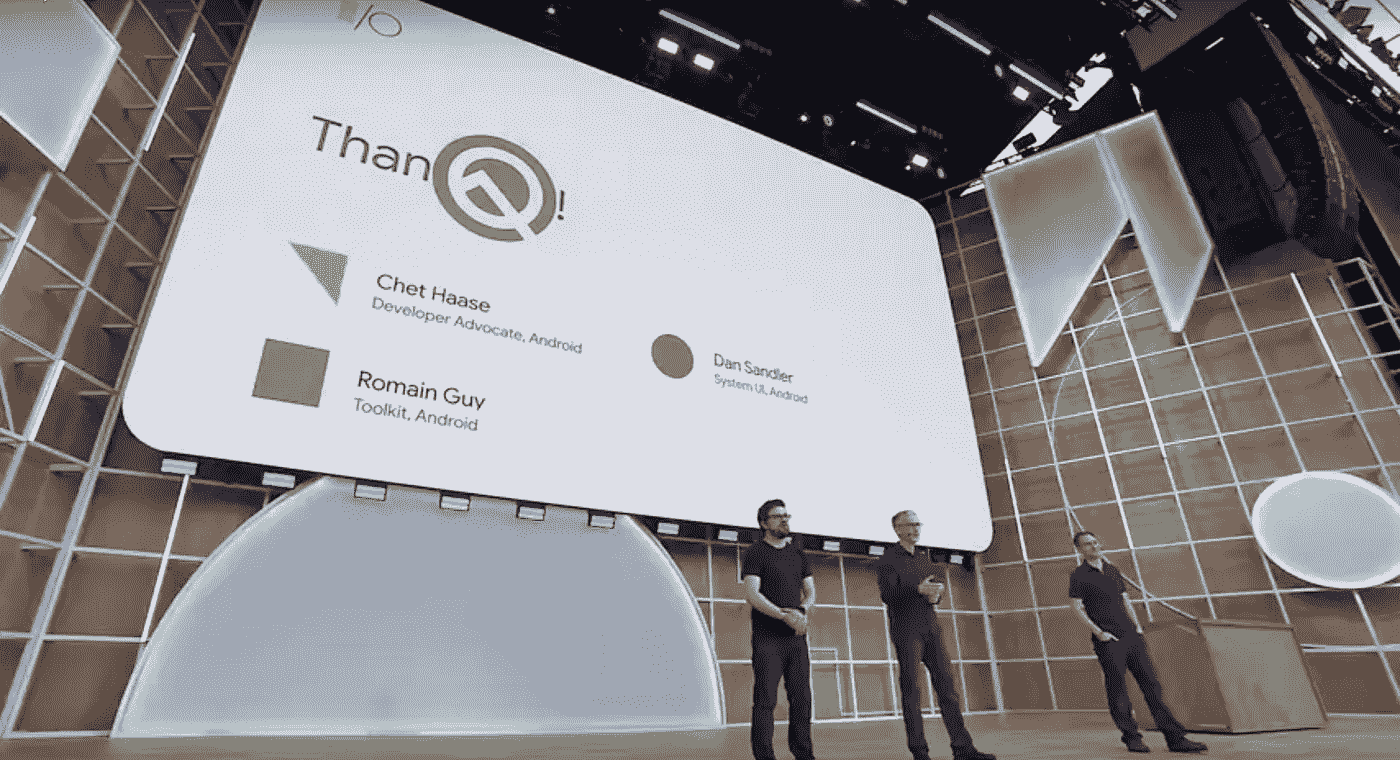 I/O
ThanQ!
Chet Haase
Developer Advocate, Android
Romain Guy
Toolkit, Android
Dan Sandler
System UI, Android